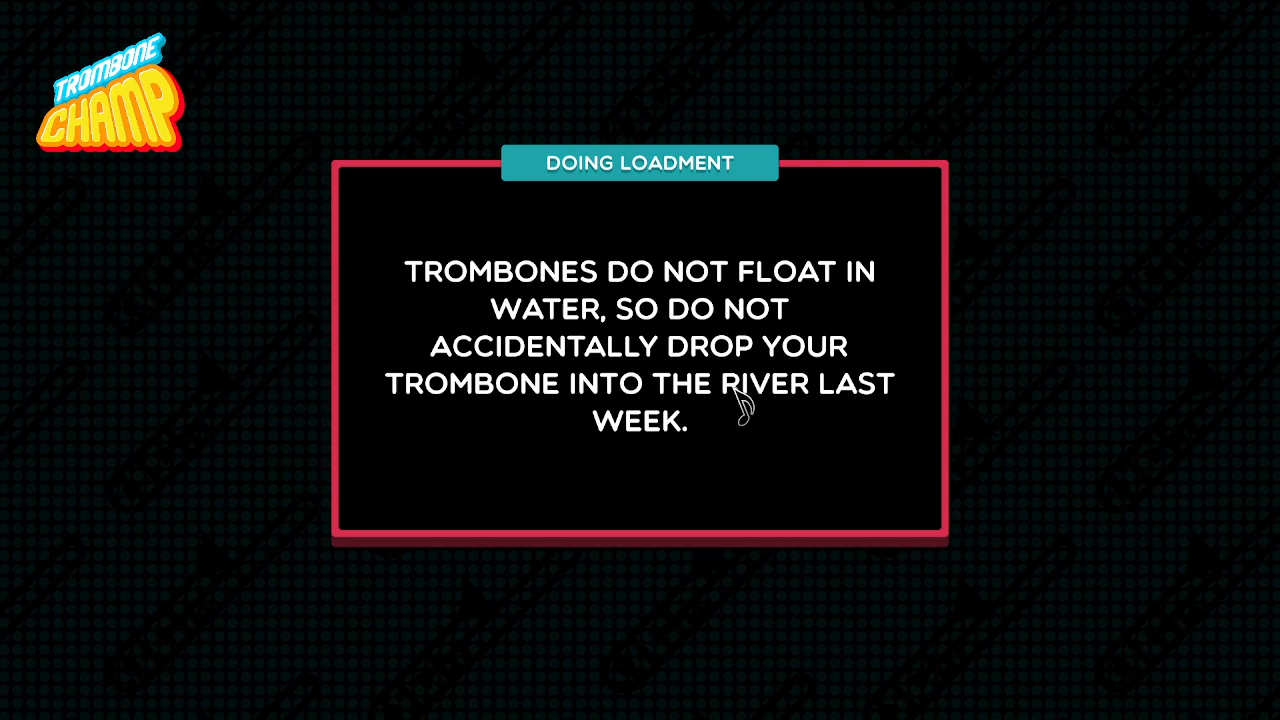 TROMBONE
CHAMP
DOING LOADMENT
TROMBONES DO NOT FLOAT IN
WATER, SO DO NOT
ACCIDENTALLY DROP YOUR
TROMBONE INTO THE RIVER LAST
WEEK.